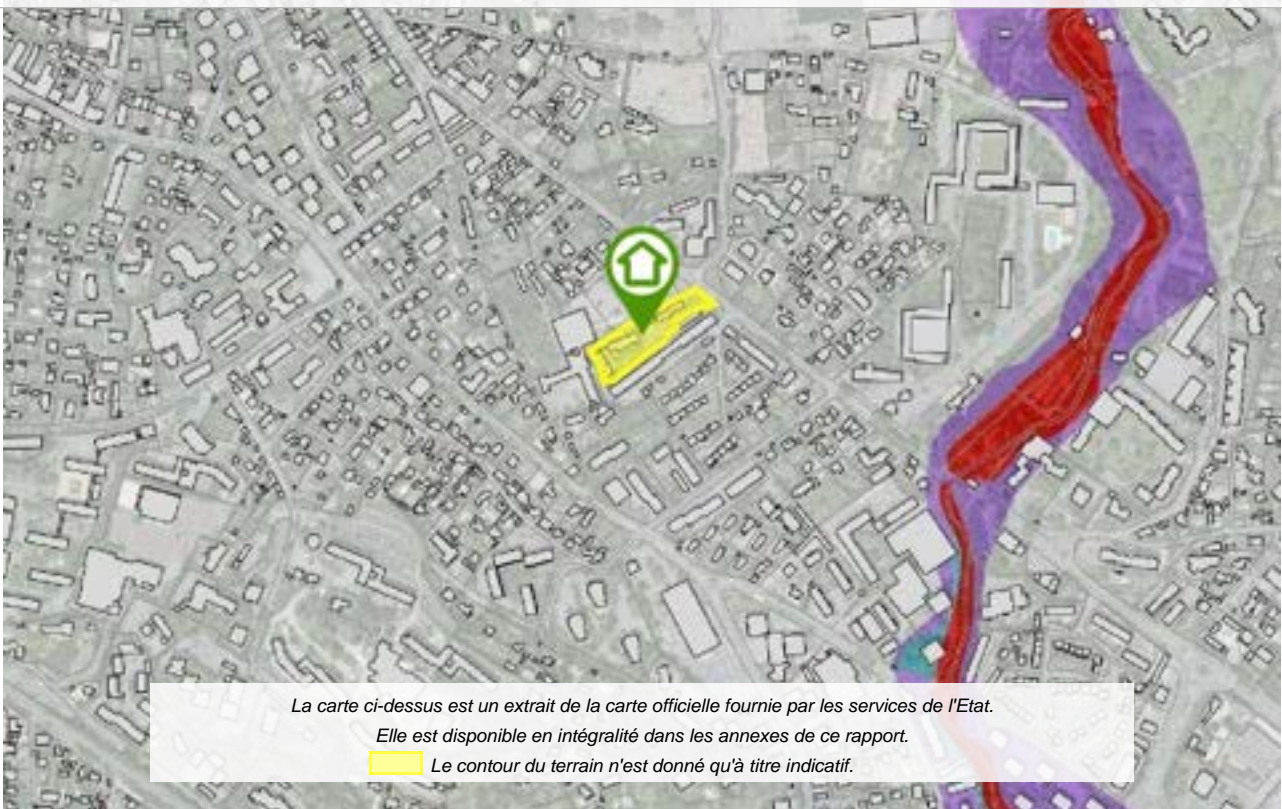 La carte ci-dessus est un extrait de la carte officielle fournie par les services de l'Etat.
Elle est disponible en intégralité dans les annexes de ce rapport.
Le contour du terrain n'est donné qu'à titre indicatif.